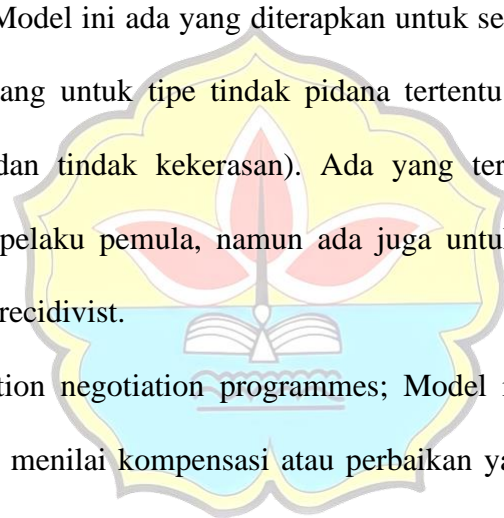 Model ini ada yang diterapkan untuk se
ang untuk tipe tindak pidana tertentu
dan tindak kekerasan). Ada yang ter
pelaku pemula, namun ada juga untuk
recidivist.
tion negotiation programmes; Model i
menilai kompensasi atau perbaikan ya